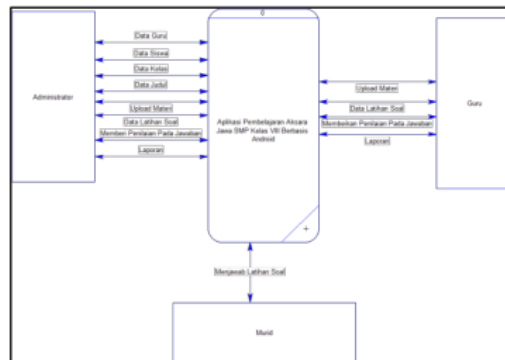 0
Administrator
Data Guru
Data Siswa
Data Kelas
Data Judul
Upload Materi
Data Latihan Soal
Memberi Penilaian Pada Jawaban
Laporan
Aplikasi Pembelajaran Aksara
Jawa SMP Kelas VIII Berbasis
Android
+
Upload Materi
Data Latihan Soal
Memberikan Penilaian Pada Jawaban
Laporan
Guru
Menjawab Latihan Soal
Murid